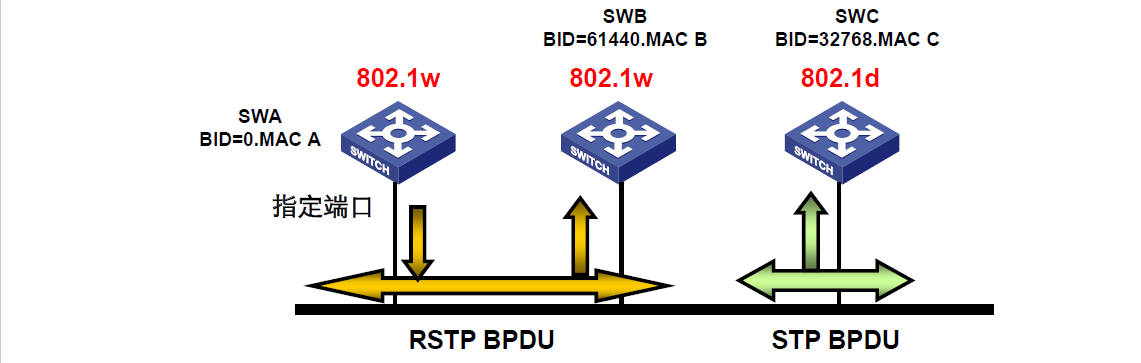 SWB
BID=61440.MAC B
SWC
BID=32768.MAC C
802.1w
802.1w
802.1d
SWA
BID=0.MAC A
SWITCH
SWITCH
SWITCH
指定端口
RSTP BPDU
STP BPDU